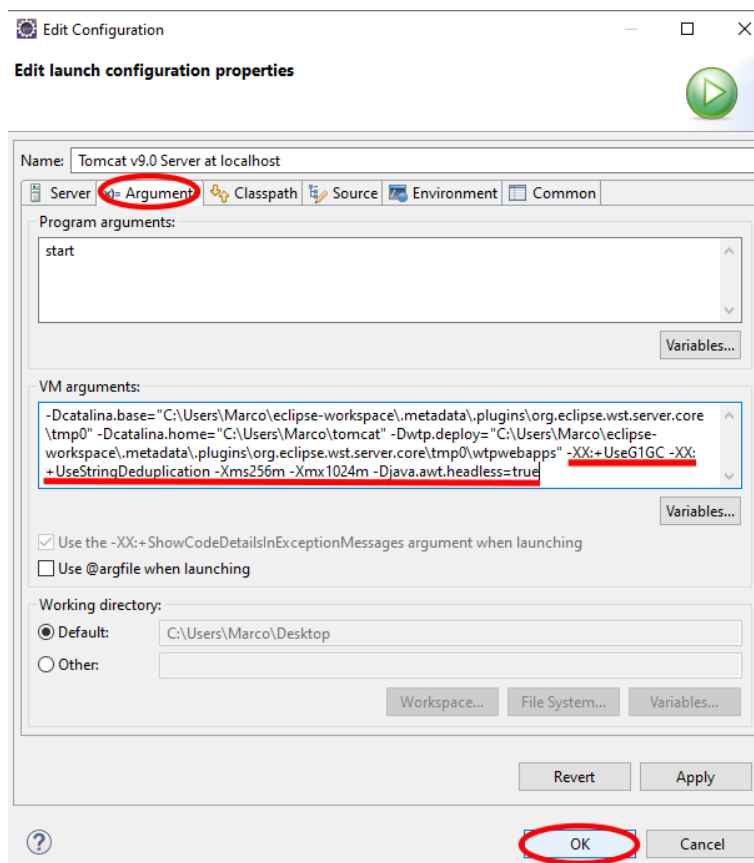 Edit Configuration
Edit launch configuration properties
Name: Tomcat v9.0 Server at localhost
Server (x)= Arguments Classpath Source Environment Common
Program arguments:
start
Variables...
VM arguments:
-Dcatalina.base="C:\Users\Marco\eclipse-workspace\.metadata\.plugins\org.eclipse.wst.server.core
\tmp0" -Dcatalina.home="C:\Users\Marco\tomcat" -Dwtp.deploy="C:\Users\Marco\eclipse-
workspace\.metadata\.plugins\org.eclipse.wst.server.core\tmp0\wtpwebapps" -XX:+UseG1GC -XX:
+UseStringDeduplication -Xms256m -Xmx1024m -Djava.awt.headless=true
Variables...
Use the -XX:+ShowCodeDetailsInExceptionMessages argument when launching
Use @argfile when launching
Working directory:
Default: C:\Users\Marco\Desktop
Other:
Workspace... File System... Variables...
Revert Apply
? OK Cancel